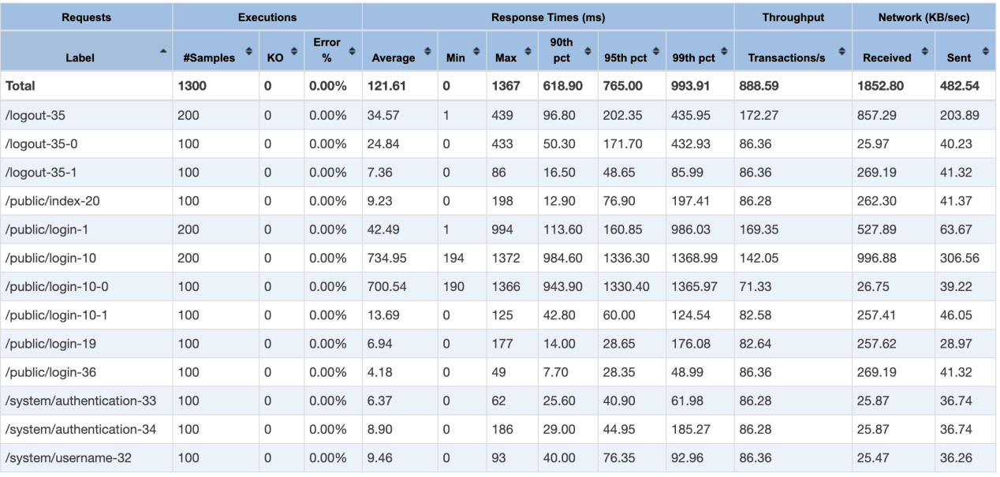 Requests Executions Response Times (ms) Throughput Network (KB/sec)
Label #Samples KO Error % Average Min Max 90th pct 95th pct 99th pct Transactions/s Received Sent
Total 1300 0 0.00% 121.61 0 1367 618.90 765.00 993.91 888.59 1852.80 482.54
/logout-35 200 0 0.00% 34.57 1 439 96.80 202.35 435.95 172.27 857.29 203.89
/logout-35-0 100 0 0.00% 24.84 0 433 50.30 171.70 432.93 86.36 25.97 40.23
/logout-35-1 100 0 0.00% 7.36 0 86 16.50 48.65 85.99 86.36 269.19 41.32
/public/index-20 100 0 0.00% 9.23 0 198 12.90 76.90 197.41 86.28 262.30 41.37
/public/login-1 200 0 0.00% 42.49 1 994 113.60 160.85 986.03 169.35 527.89 63.67
/public/login-10 200 0 0.00% 734.95 194 1372 984.60 1336.30 1368.99 142.05 996.88 306.56
/public/login-10-0 100 0 0.00% 700.54 190 1366 943.90 1330.40 1365.97 71.33 26.75 39.22
/public/login-10-1 100 0 0.00% 13.69 0 125 42.80 60.00 124.54 82.58 257.41 46.05
/public/login-19 100 0 0.00% 6.94 0 177 14.00 28.65 176.08 82.64 257.62 28.97
/public/login-36 100 0 0.00% 4.18 0 49 7.70 28.35 48.99 86.36 269.19 41.32
/system/authentication-33 100 0 0.00% 6.37 0 62 25.60 40.90 61.98 86.28 25.87 36.74
/system/authentication-34 100 0 0.00% 8.90 0 186 29.00 44.95 185.27 86.28 25.87 36.74
/system/username-32 100 0 0.00% 9.46 0 93 40.00 76.35 92.96 86.36 25.47 36.26